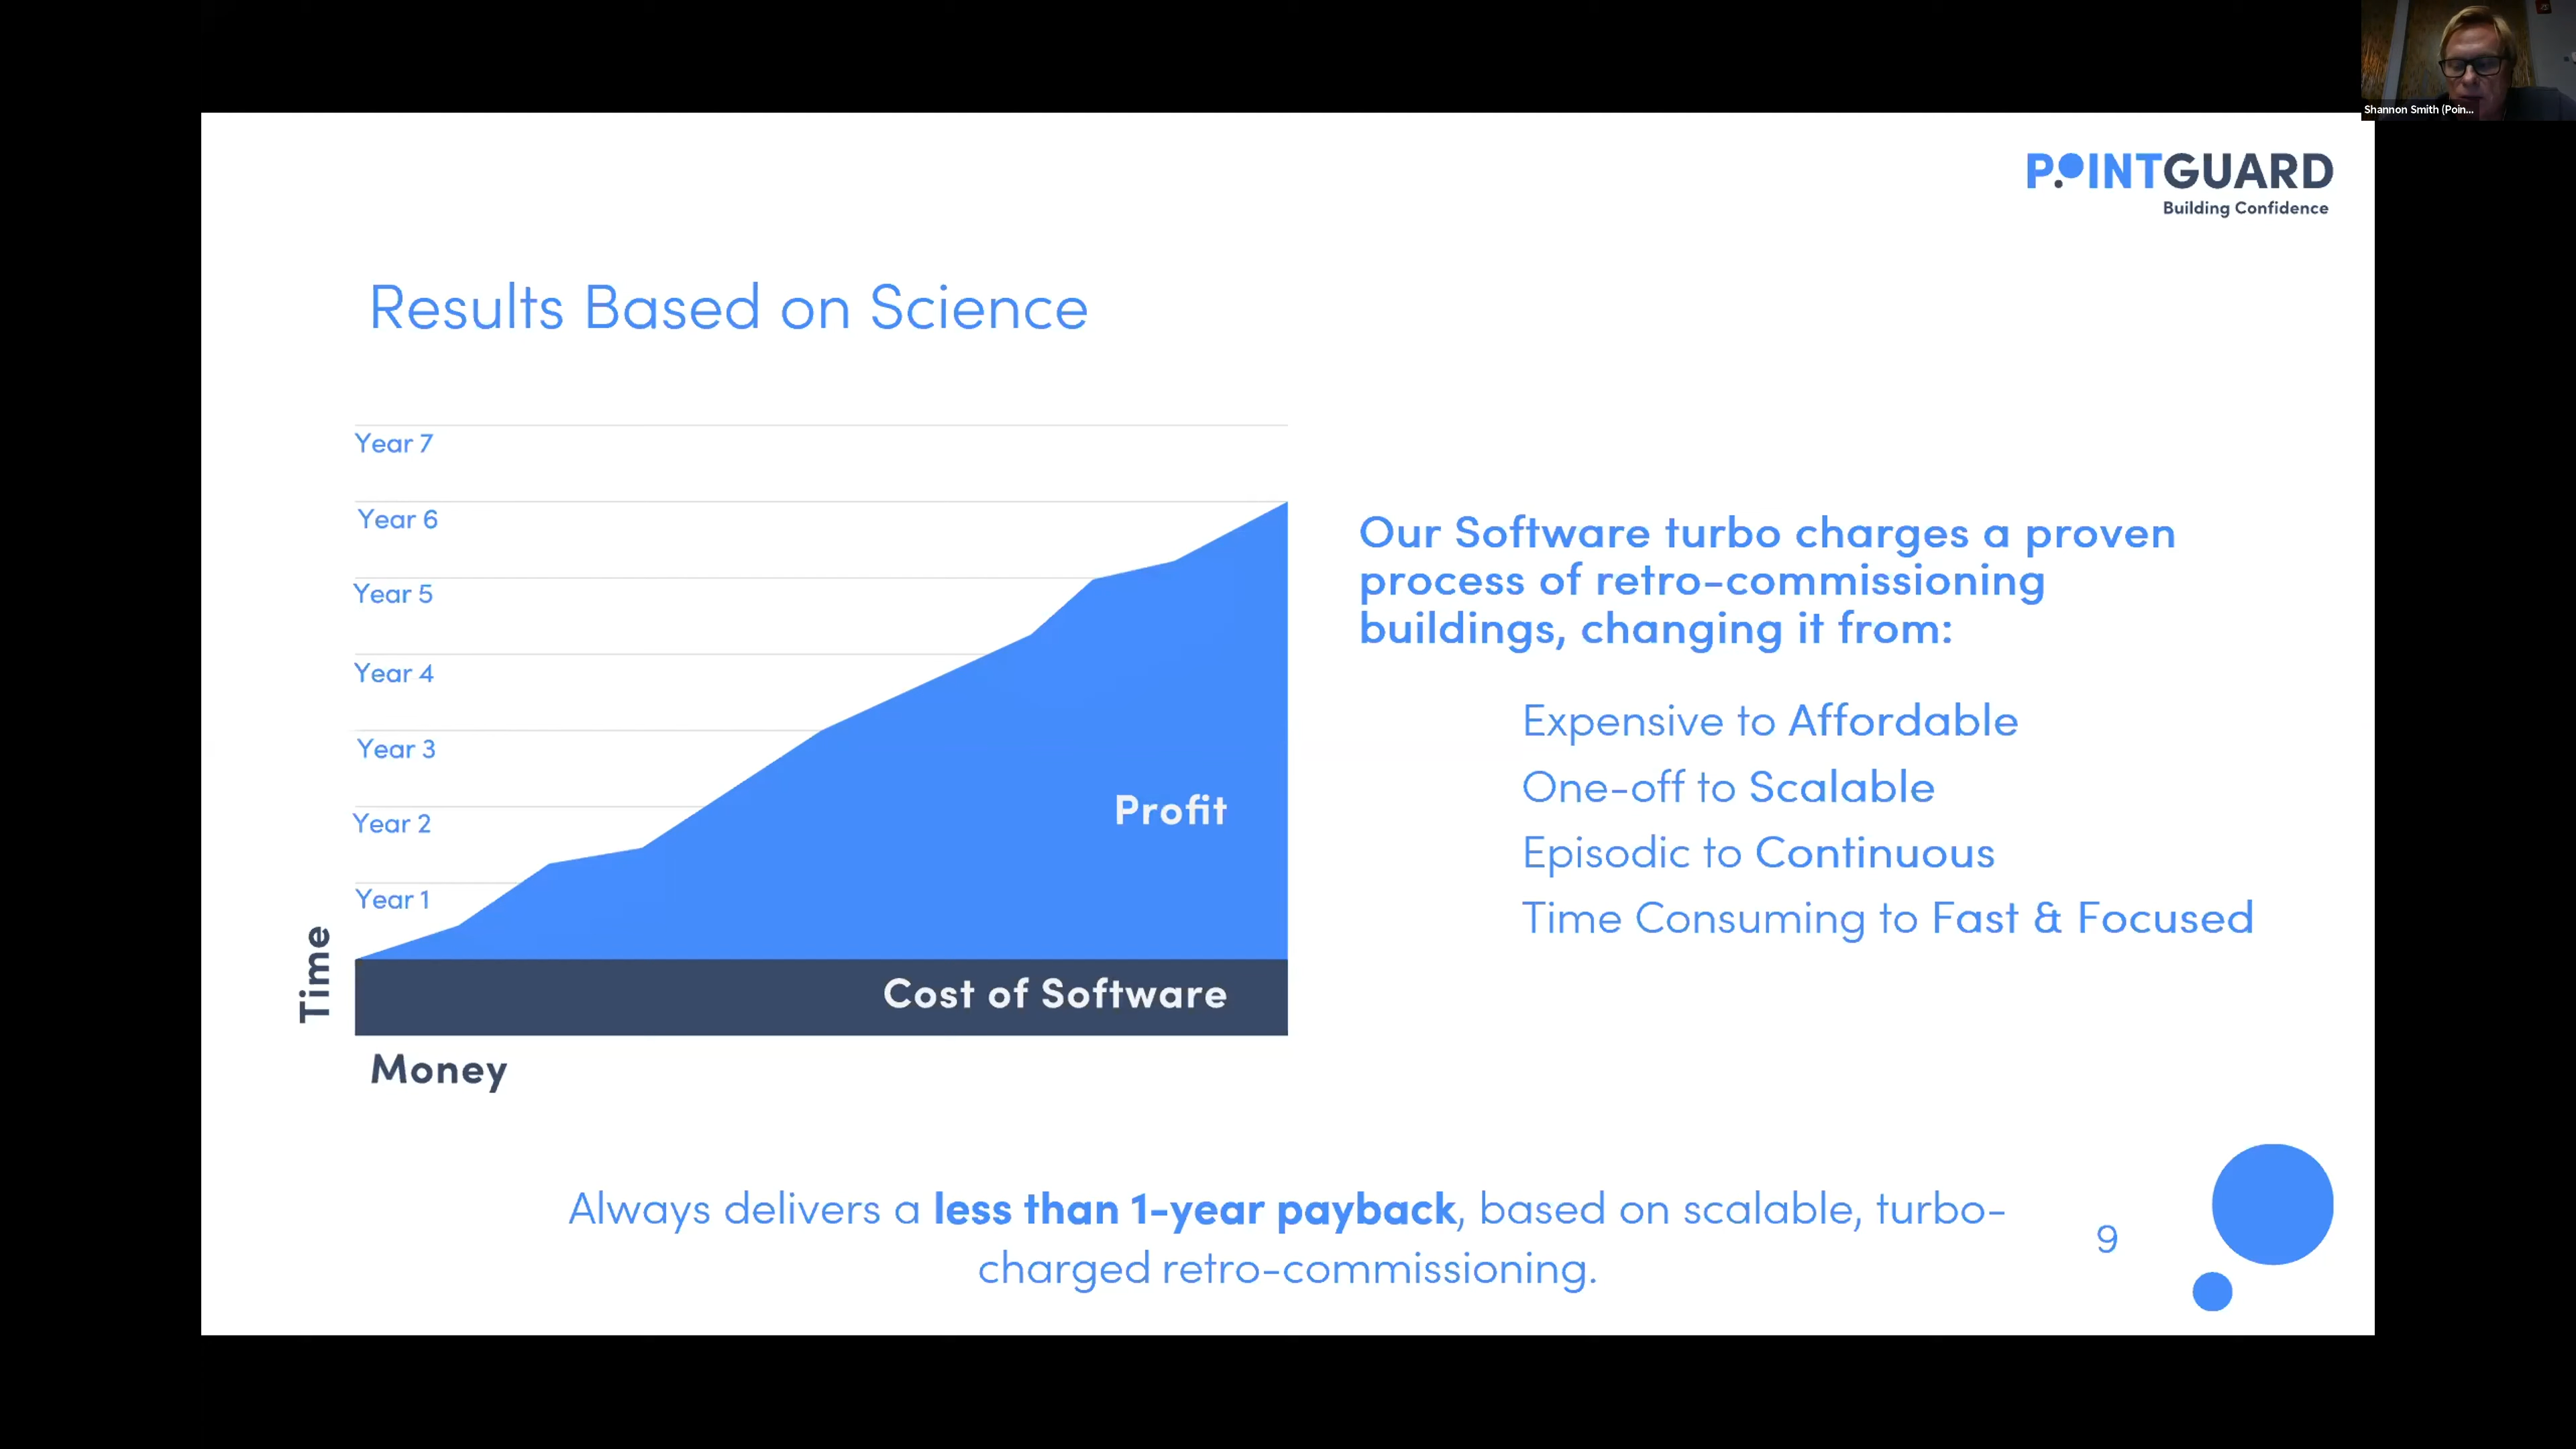 Shannon Smith (Poin...
POINTGUARD
Building Confidence
Results Based on Science
Year 7
Year 6
Year 5
Year 4
Year 3
Year 2
Year 1
Time
Profit
Cost of Software
Money
Our Software turbo charges a proven
process of retro-commissioning
buildings, changing it from:
Expensive to Affordable
One-off to Scalable
Episodic to Continuous
Time Consuming to Fast & Focused
Always delivers a less than 1-year payback, based on scalable, turbo-
charged retro-commissioning.
9